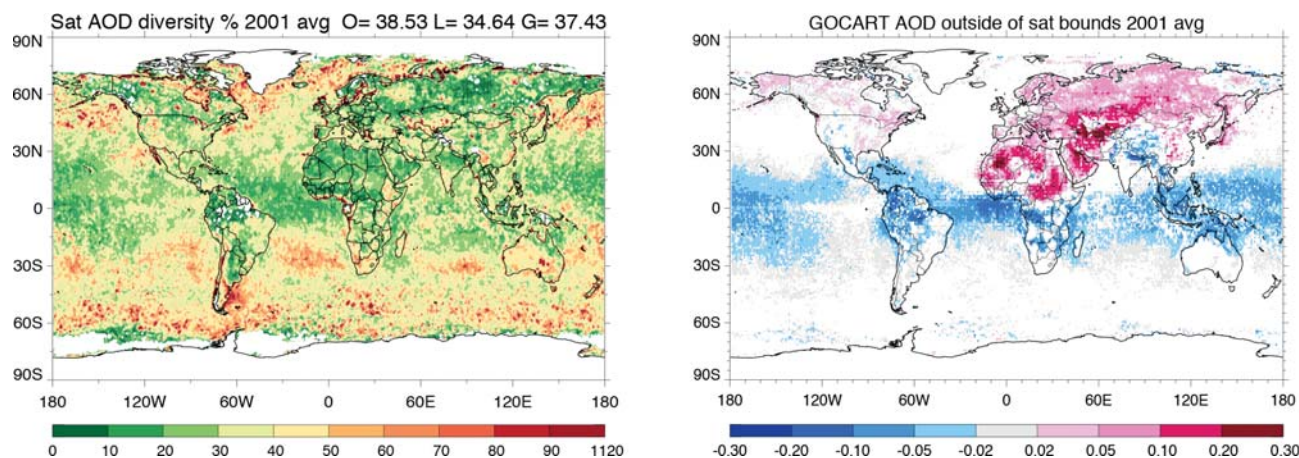 Sat AOD diversity % 2001 avg O= 38.53 L= 34.64 G= 37.43
90N
60N
30N
0
30S
60S
90S
180 120W 60W 0 60E 120E 180
0 10 20 30 40 50 60 70 80 90 1120
GOCART AOD outside of sat bounds 2001 avg
90N
60N
30N
0
30S
60S
90S
180 120W 60W 0 60E 120E 180
-0.30 -0.20 -0.10 -0.05 -0.02 0.02 0.05 0.10 0.20 0.30